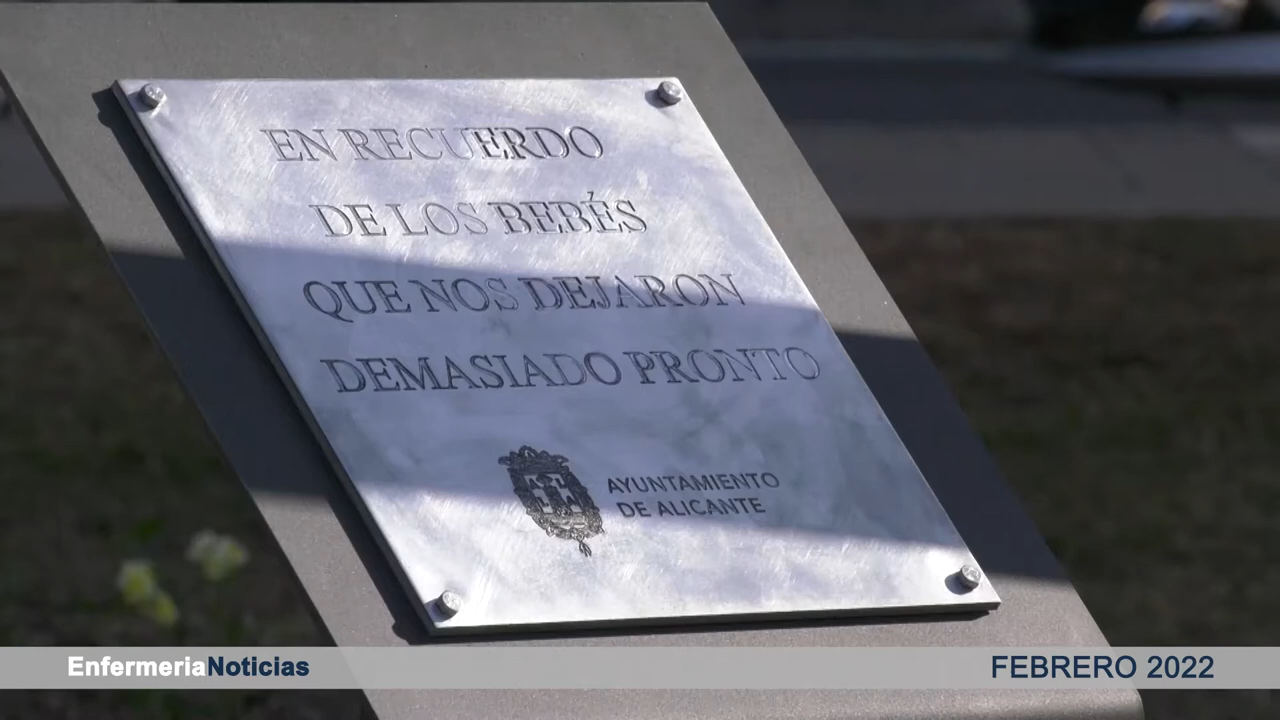 EN RECUERDO
DE LOS BEBÉS
QUE NOS DEJARON
DEMASIADO PRONTO
AYUNTAMIENTO
DE ALICANTE
EnfermeriaNoticias
FEBRERO 2022